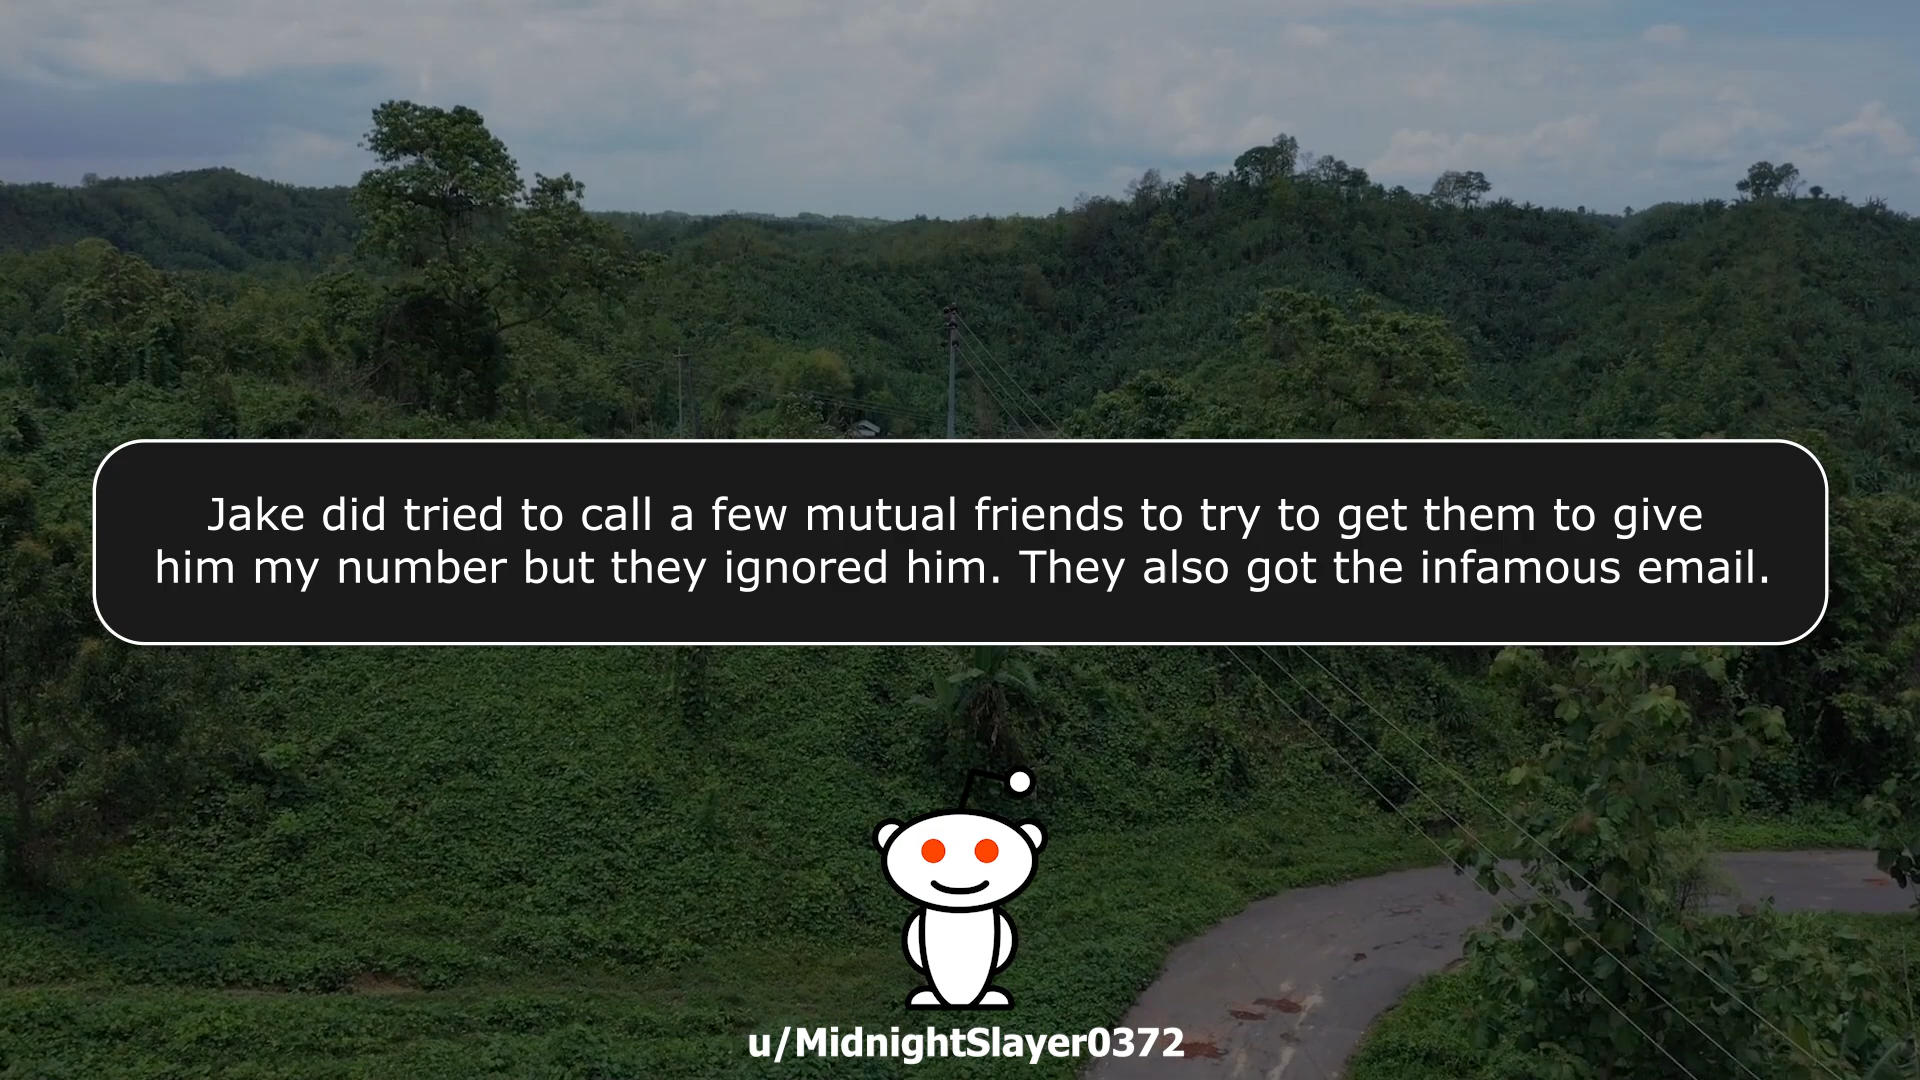 Jake did tried to call a few mutual friends to try to get them to give
him my number but they ignored him. They also got the infamous email.
u/MidnightSlayer0372